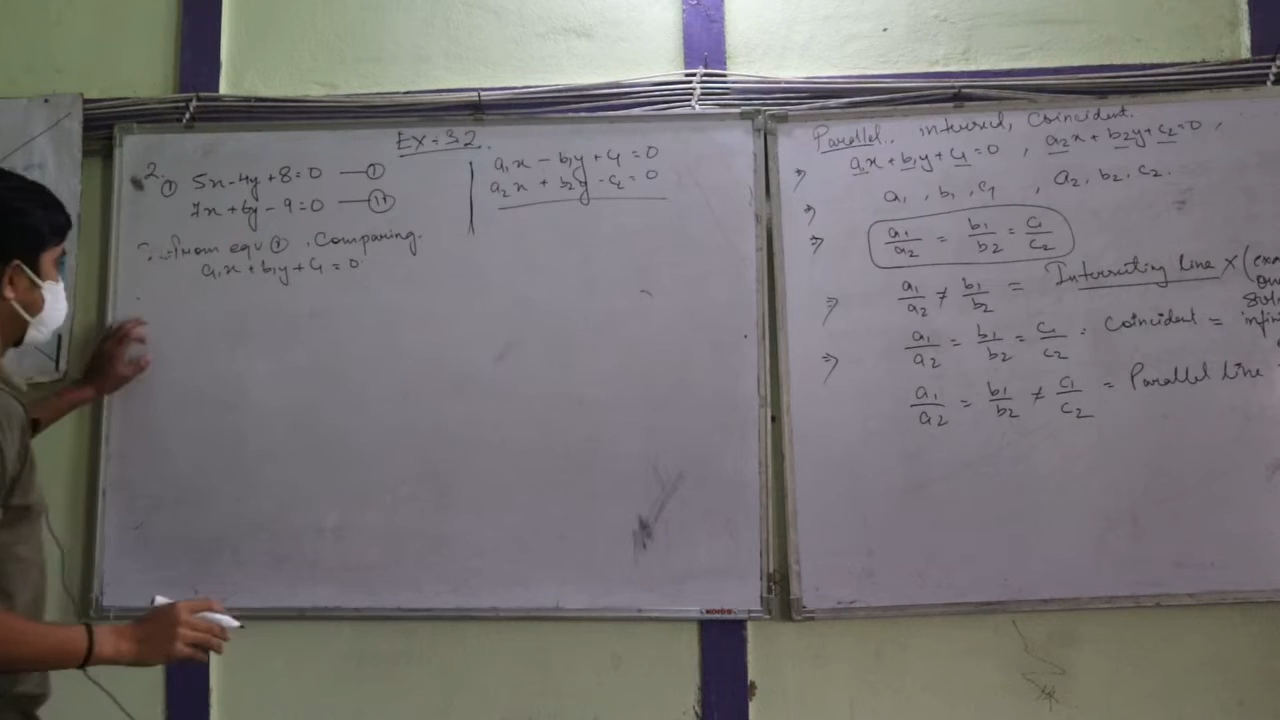 Ex - 3.2
2. ① 5x - 4y + 8 = 0 — ①
7x + 6y - 9 = 0 — ⑪
From equ ①, Comparing.
a₁x + b₁y + c₁ = 0
a₁x - b₁y + c₁ = 0
a₂x + b₂y - c₂ = 0
Parallel, intersect, Coincident.
⇒ a₁x + b₁y + c₁ = 0, a₂x + b₂y + c₂ = 0,
⇒ a₁, b₁, c₁, a₂, b₂, c₂.
⇒ a₁/a₂ = b₁/b₂ = c₁/c₂
⇒ a₁/a₂ ≠ b₁/b₂ = Intersecting line × (
⇒ a₁/a₂ = b₁/b₂ = c₁/c₂ = Coincident =
a₁/a₂ = b₁/b₂ ≠ c₁/c₂ = Parallel line